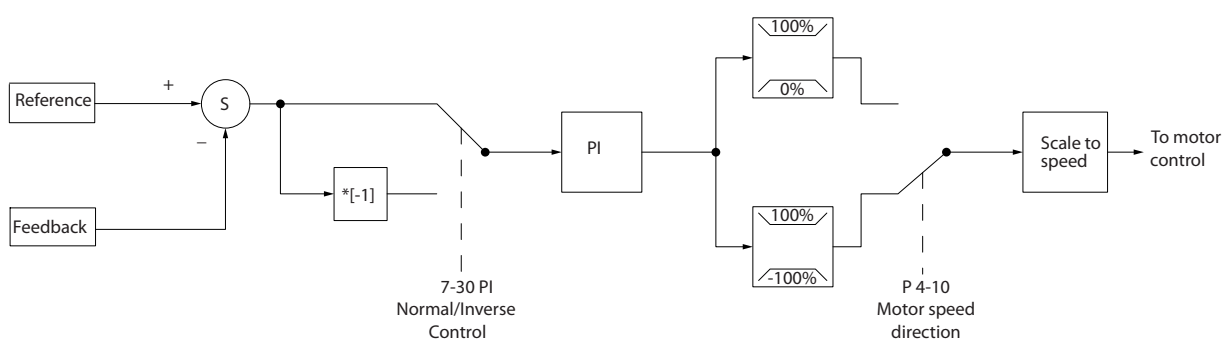 Reference
+
S
−
Feedback
*[-1]
7-30 PI
Normal/Inverse
Control
PI
100%
0%
100%
-100%
P 4-10
Motor speed
direction
Scale to
speed
To motor
control